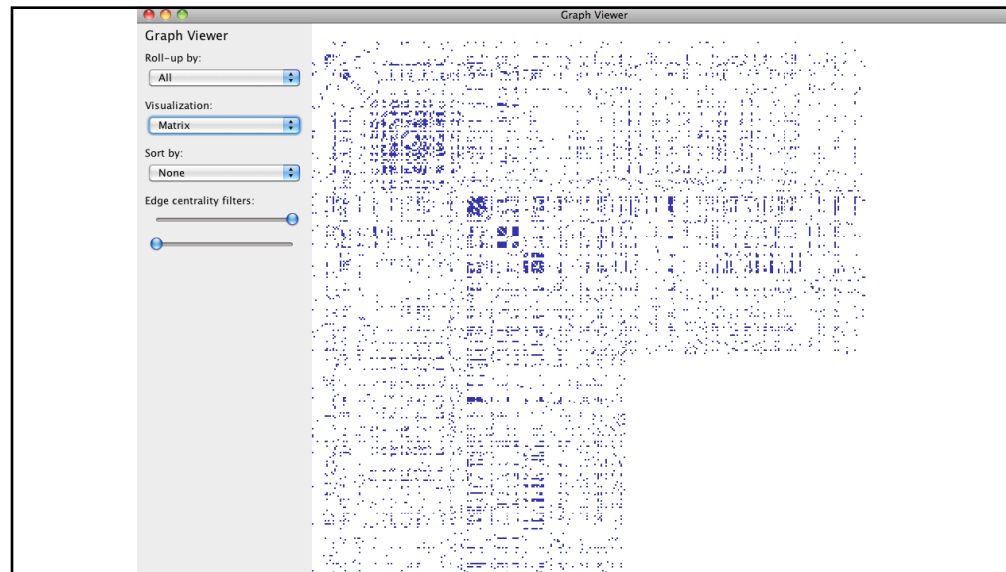 Graph Viewer
Graph Viewer
Roll-up by:
All
Visualization:
Matrix
Sort by:
None
Edge centrality filters: